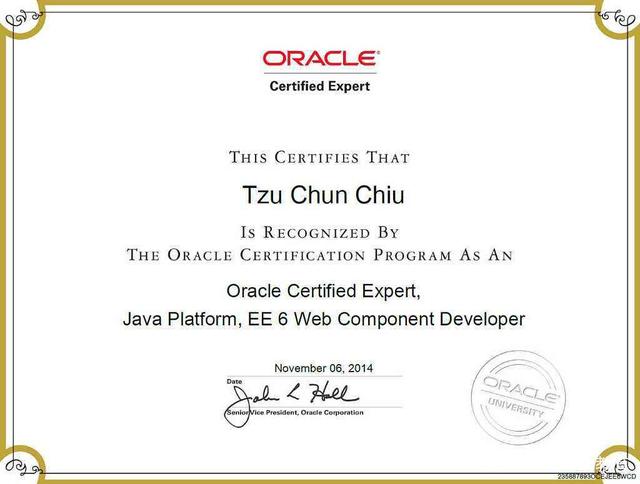 ORACLE®
Certified Expert
THIS CERTIFIES THAT
Tzu Chun Chiu
IS RECOGNIZED BY
THE ORACLE CERTIFICATION PROGRAM AS AN
Oracle Certified Expert,
Java Platform, EE 6 Web Component Developer
November 06, 2014
Date
John L Hall
Senior Vice President, Oracle Corporation
ORACLE
UNIVERSITY
235887893OCEJEE6WCD